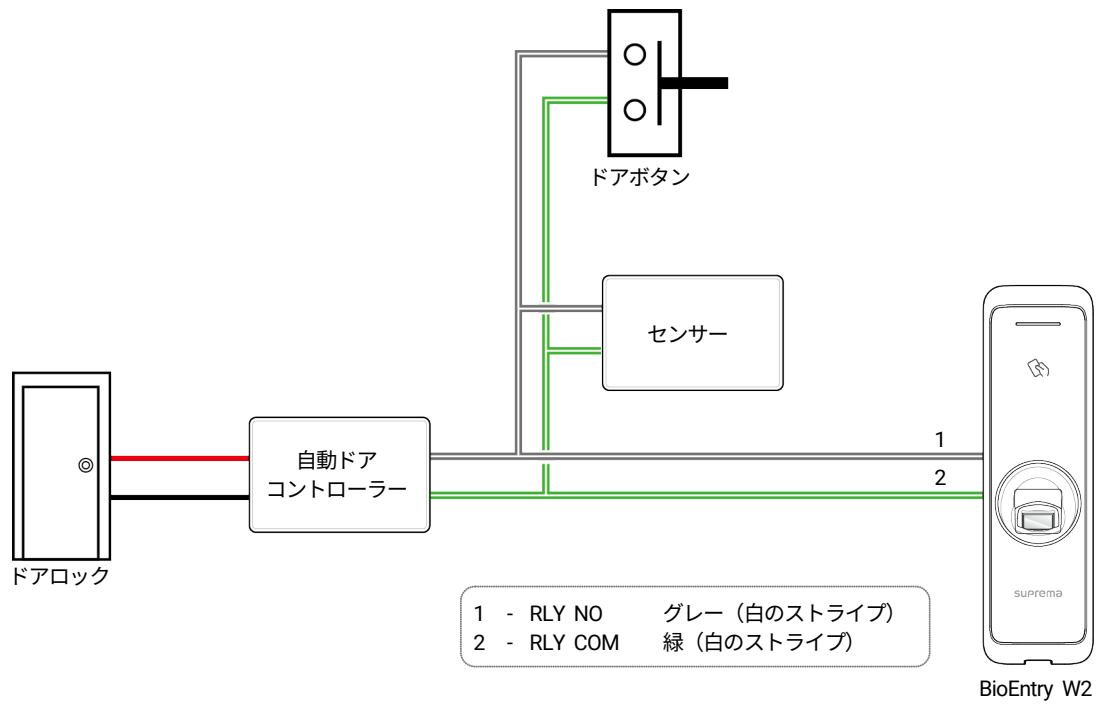 ドアボタン
センサー
自動ドア
コントローラー
ドアロック
1
2
1 - RLY NO グレー（白のストライプ）
2 - RLY COM 緑（白のストライプ）
suprema
BioEntry W2